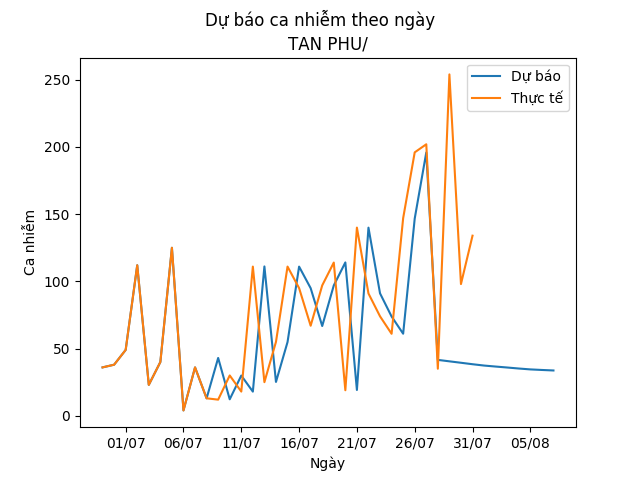 Dự báo ca nhiễm theo ngày
TAN PHU/
Dự báo
Thực tế
Ca nhiễm
250
200
150
100
50
0
01/07 06/07 11/07 16/07 21/07 26/07 31/07 05/08
Ngày